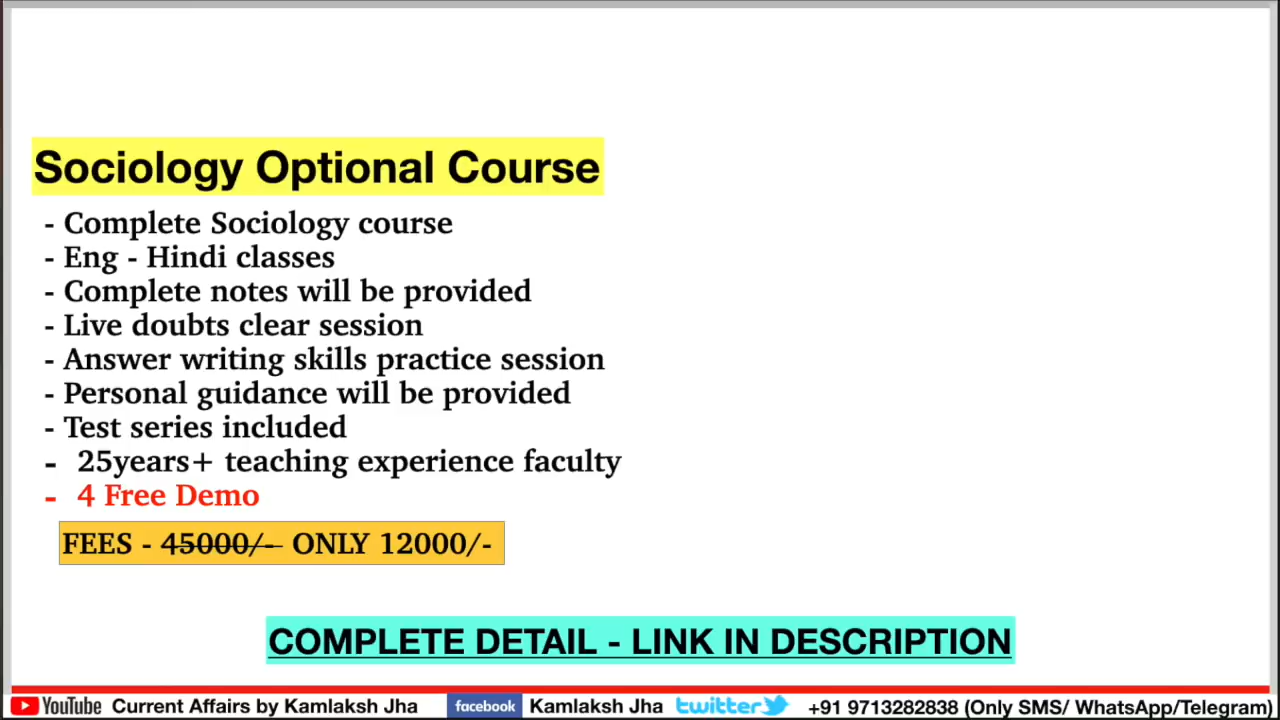 Sociology Optional Course
- Complete Sociology course
- Eng - Hindi classes
- Complete notes will be provided
- Live doubts clear session
- Answer writing skills practice session
- Personal guidance will be provided
- Test series included
- 25years+ teaching experience faculty
- 4 Free Demo
FEES - 45000/- ONLY 12000/-
COMPLETE DETAIL - LINK IN DESCRIPTION
YouTube Current Affairs by Kamlaksh Jha facebook Kamlaksh Jha twitter +91 9713282838 (Only SMS/ WhatsApp/Telegram)